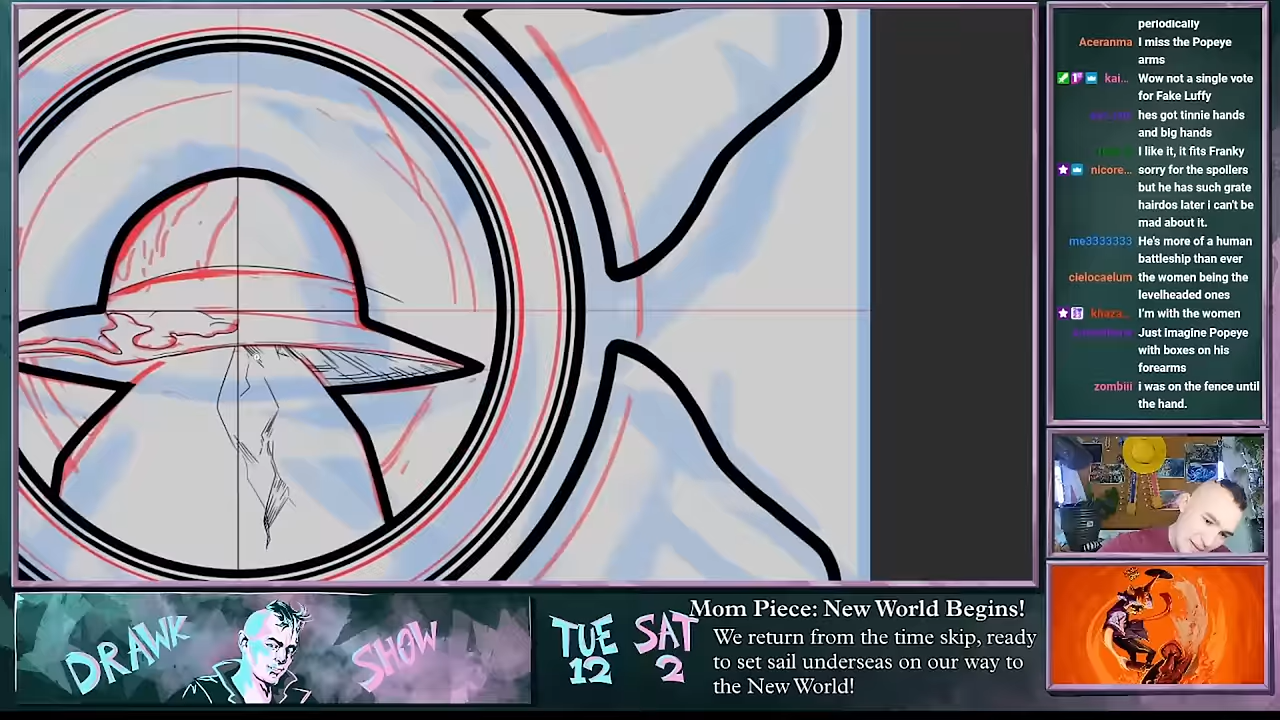 periodically
Aceranma I miss the Popeye
arms
kai... Wow not a single vote
for Fake Luffy
hes got tinnie hands
and big hands
I like it, it fits Franky
nicore... sorry for the spoilers
but he has such grate
hairdos later i can't be
mad about it.
me3333333 He's more of a human
battleship than ever
cielocaelum the women being the
levelheaded ones
khaza... I'm with the women
Just Imagine Popeye
with boxes on his
forearms
zombiii i was on the fence until
the hand.
DRAWK
SHOW
TUE
12
SAT
2
Mom Piece: New World Begins!
We return from the time skip, ready
to set sail underseas on our way to
the New World!